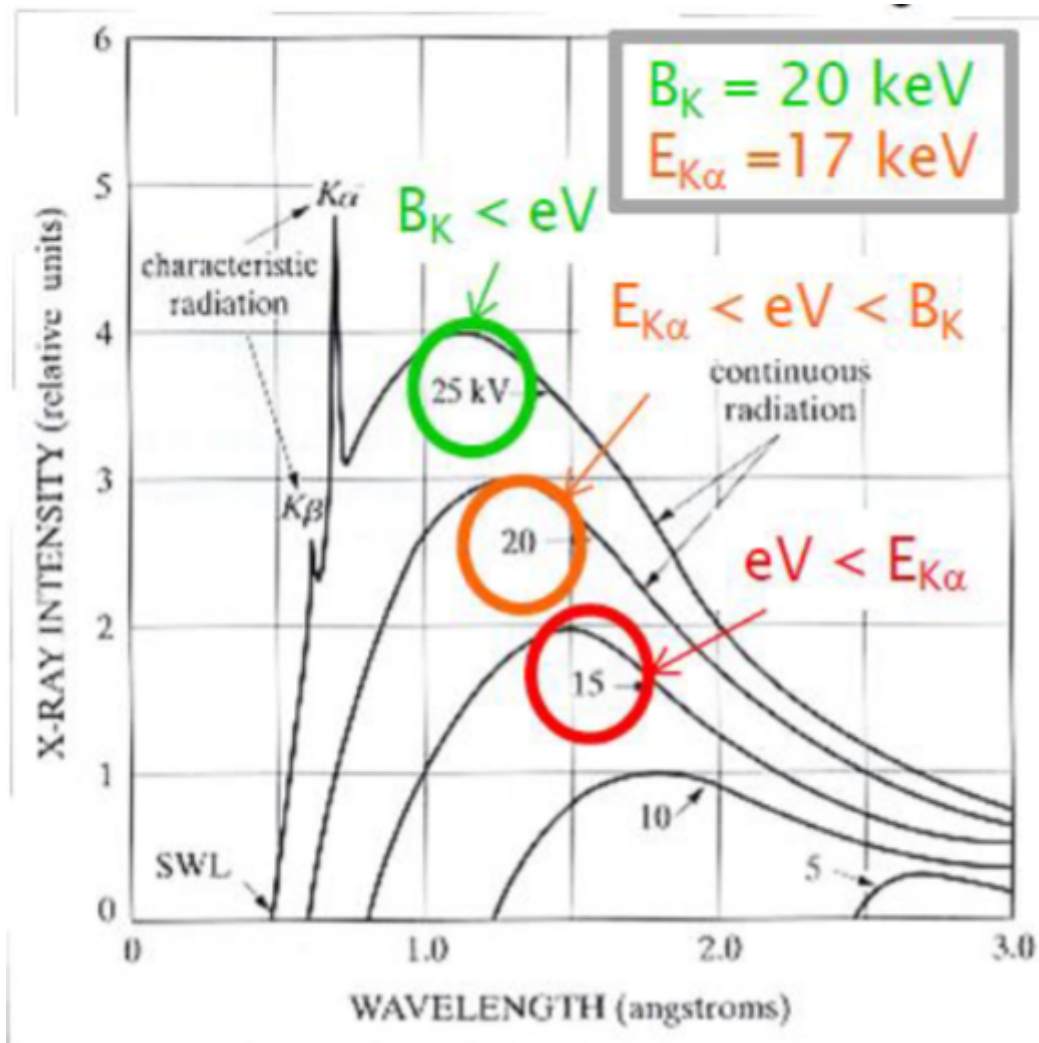 6
B_K = 20 keV
E_Kα =17 keV
5
Kα
B_K < eV
characteristic
radiation
E_Kα < eV < B_K
4
25 kV
continuous
radiation
3
Kβ
20
eV < E_Kα
2
15
1
10
SWL
5
0
0
1.0
2.0
3.0
X-RAY INTENSITY (relative units)
WAVELENGTH (angstroms)